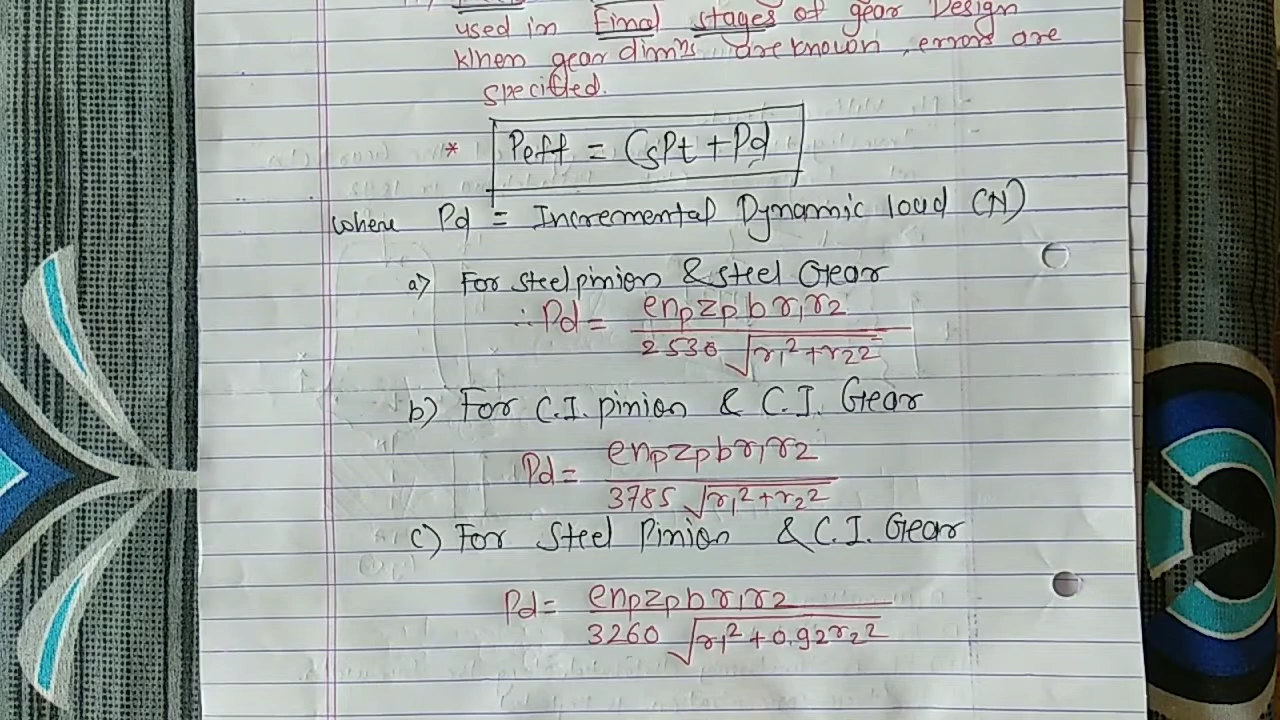 used in Final stages of gear Design
When gear dimns are known, errors are
specified.
* Peff = CsPt + Pd
where Pd = Incremental Dynamic load (N)
a) For steel pinion & steel Gear
∴ Pd = enpzpbr1r2 / 2530 √r1²+r2²
b) For C.I. pinion & C.I. Gear
Pd = enpzpbr1r2 / 3785 √r1²+r2²
c) For Steel Pinion & C.I. Gear
Pd = enpzpbr1r2 / 3260 √r1²+0.92r2²